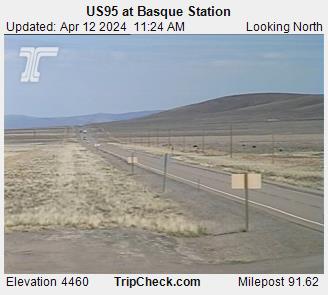 US95 at Basque Station
Updated: Apr 12 2024 11:24 AM Looking North
Elevation 4460 TripCheck.com Milepost 91.62